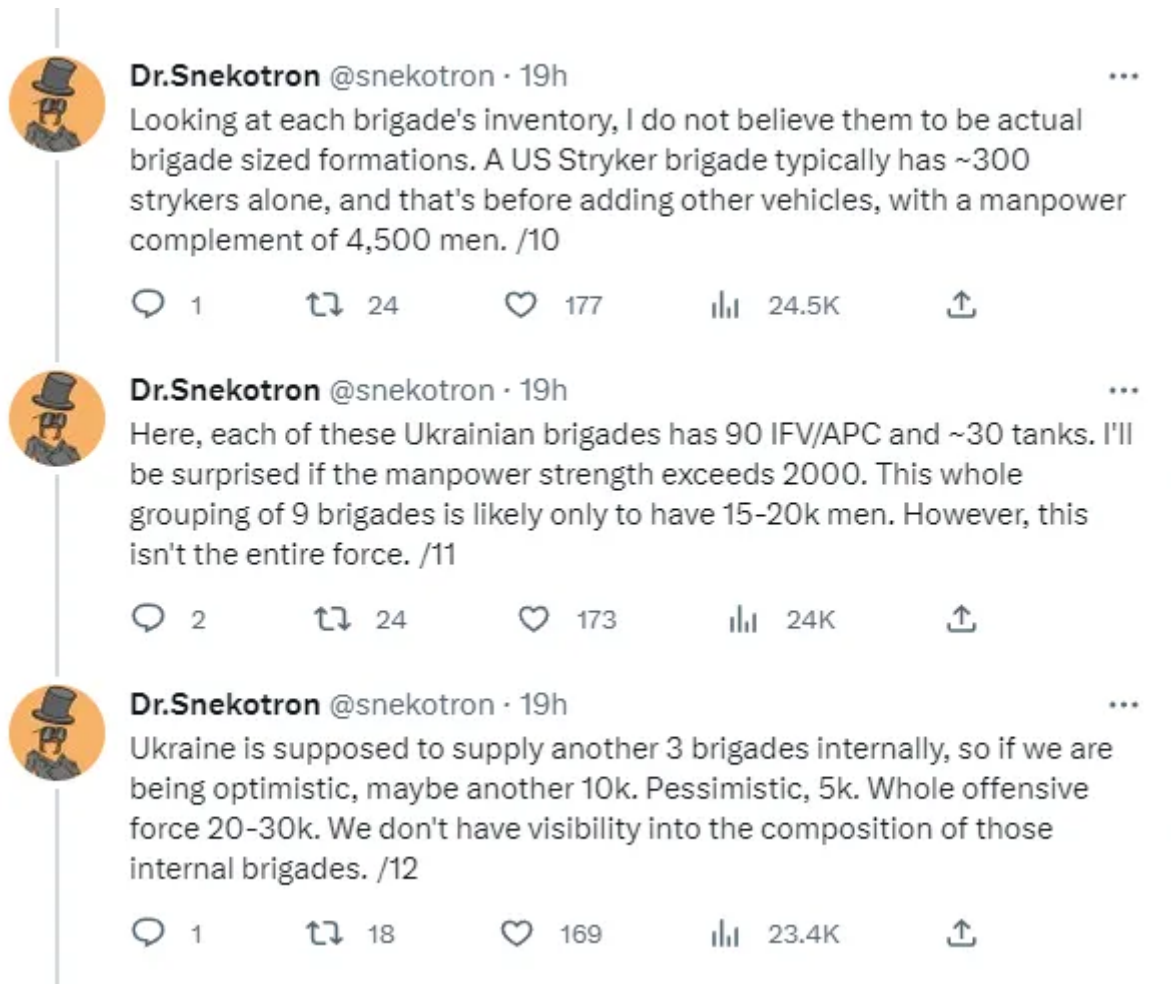 Dr.Snekotron @snekotron · 19h ...
Looking at each brigade's inventory, I do not believe them to be actual
brigade sized formations. A US Stryker brigade typically has ~300
strykers alone, and that's before adding other vehicles, with a manpower
complement of 4,500 men. /10
1 24 177 24.5K
Dr.Snekotron @snekotron · 19h ...
Here, each of these Ukrainian brigades has 90 IFV/APC and ~30 tanks. I'll
be surprised if the manpower strength exceeds 2000. This whole
grouping of 9 brigades is likely only to have 15-20k men. However, this
isn't the entire force. /11
2 24 173 24K
Dr.Snekotron @snekotron · 19h ...
Ukraine is supposed to supply another 3 brigades internally, so if we are
being optimistic, maybe another 10k. Pessimistic, 5k. Whole offensive
force 20-30k. We don't have visibility into the composition of those
internal brigades. /12
1 18 169 23.4K